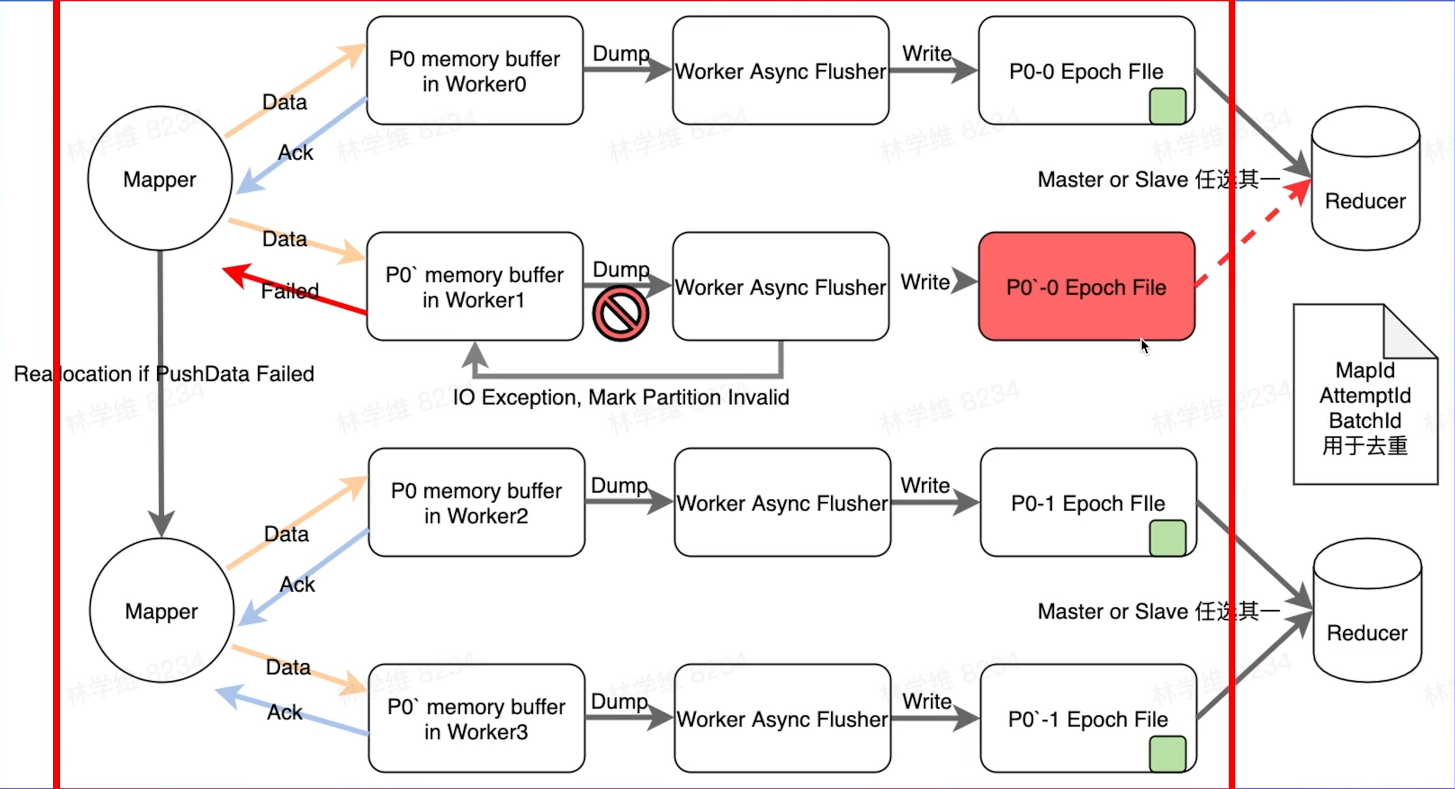 P0 memory buffer
in Worker0
Dump
Worker Async Flusher
Write
P0-0 Epoch FIle
Data
Ack
Mapper
Master or Slave 任选其一
Reducer
Data
Failed
P0` memory buffer
in Worker1
Dump
Worker Async Flusher
Write
P0`-0 Epoch File
IO Exception, Mark Partition Invalid
Reallocation if PushData Failed
MapId
AttemptId
BatchId
用于去重
P0 memory buffer
in Worker2
Dump
Worker Async Flusher
Write
P0-1 Epoch FIle
Data
Ack
Mapper
Master or Slave 任选其一
Reducer
Data
Ack
P0` memory buffer
in Worker3
Dump
Worker Async Flusher
Write
P0`-1 Epoch File
林学维 8234